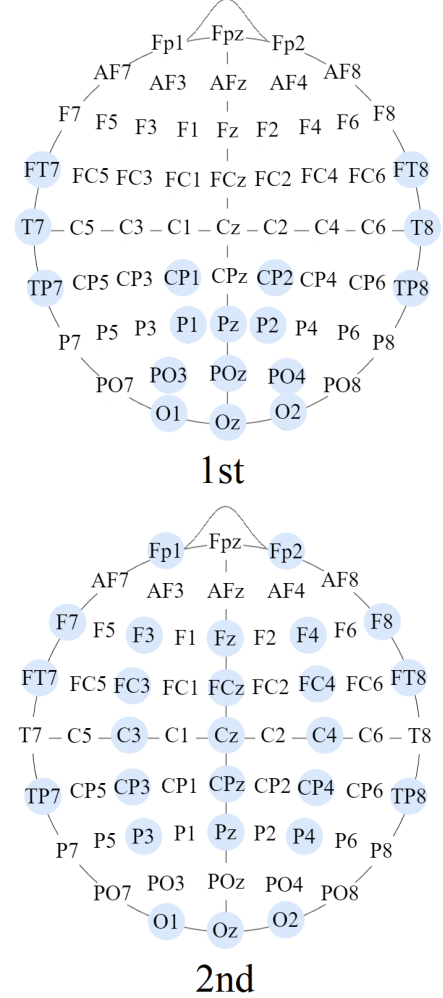 Fp1 Fpz Fp2
AF7 AF3 AFz AF4 AF8
F7 F5 F3 F1 Fz F2 F4 F6 F8
FT7 FC5 FC3 FC1 FCz FC2 FC4 FC6 FT8
T7 C5 C3 C1 Cz C2 C4 C6 T8
TP7 CP5 CP3 CP1 CPz CP2 CP4 CP6 TP8
P7 P5 P3 P1 Pz P2 P4 P6 P8
PO7 PO3 POz PO4 PO8
O1 Oz O2
1st
Fp1 Fpz Fp2
AF7 AF3 AFz AF4 AF8
F7 F5 F3 F1 Fz F2 F4 F6 F8
FT7 FC5 FC3 FC1 FCz FC2 FC4 FC6 FT8
T7 C5 C3 C1 Cz C2 C4 C6 T8
TP7 CP5 CP3 CP1 CPz CP2 CP4 CP6 TP8
P7 P5 P3 P1 Pz P2 P4 P6 P8
PO7 PO3 POz PO4 PO8
O1 Oz O2
2nd